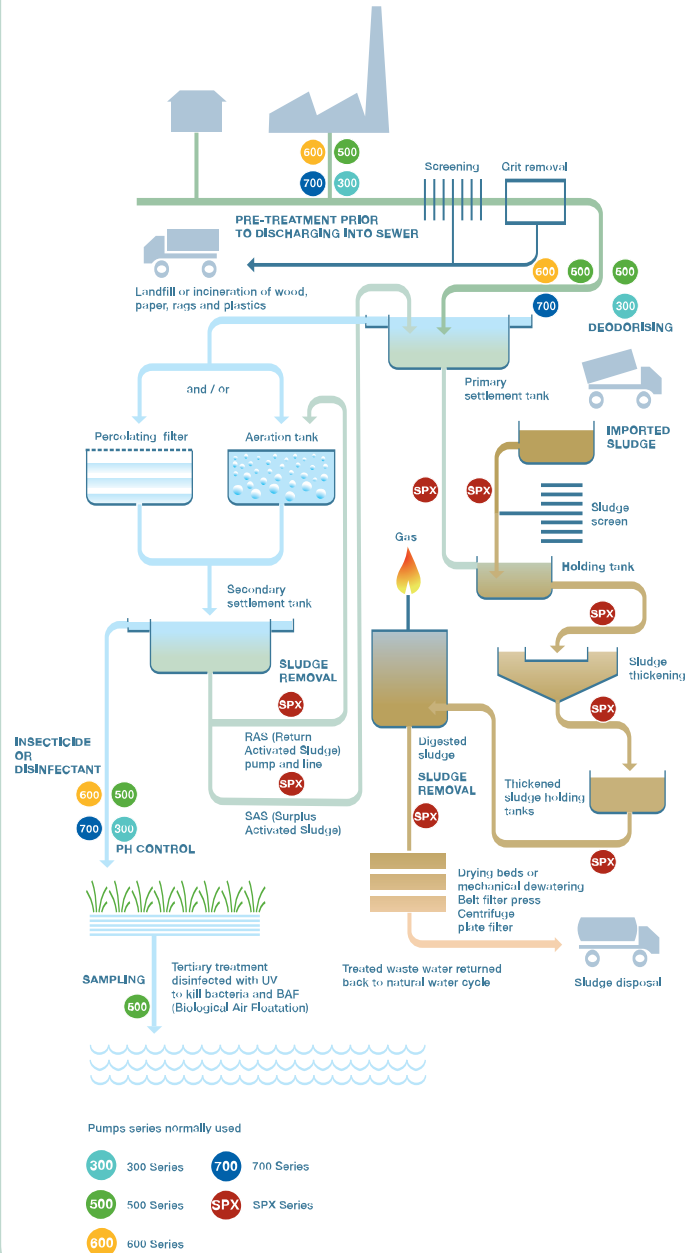 600
500
700
300
Screening
Grit removal
PRE-TREATMENT PRIOR
TO DISCHARGING INTO SEWER
Landfill or incineration of wood,
paper, rags and plastics
600
500
500
700
300
DEODORISING
Primary
settlement tank
and / or
Percolating filter
Aeration tank
IMPORTED
SLUDGE
SPX
SPX
Sludge
screen
Gas
Holding tank
SPX
Secondary
settlement tank
Sludge
thickening
SLUDGE
REMOVAL
SPX
SPX
RAS (Return
Activated Sludge)
pump and line
SPX
SAS (Surplus
Activated Sludge)
Digested
sludge
SLUDGE
REMOVAL
SPX
Thickened
sludge holding
tanks
SPX
INSECTICIDE
OR
DISINFECTANT
600
500
700
300
PH CONTROL
Drying beds or
mechanical dewatering
Belt filter press
Centrifuge
plate filter
SAMPLING
500
Tertiary treatment
disinfected with UV
to kill bacteria and BAF
(Biological Air Floatation)
Treated waste water returned
back to natural water cycle
Sludge disposal
Pumps series normally used
300 300 Series
700 700 Series
500 500 Series
SPX SPX Series
600 600 Series